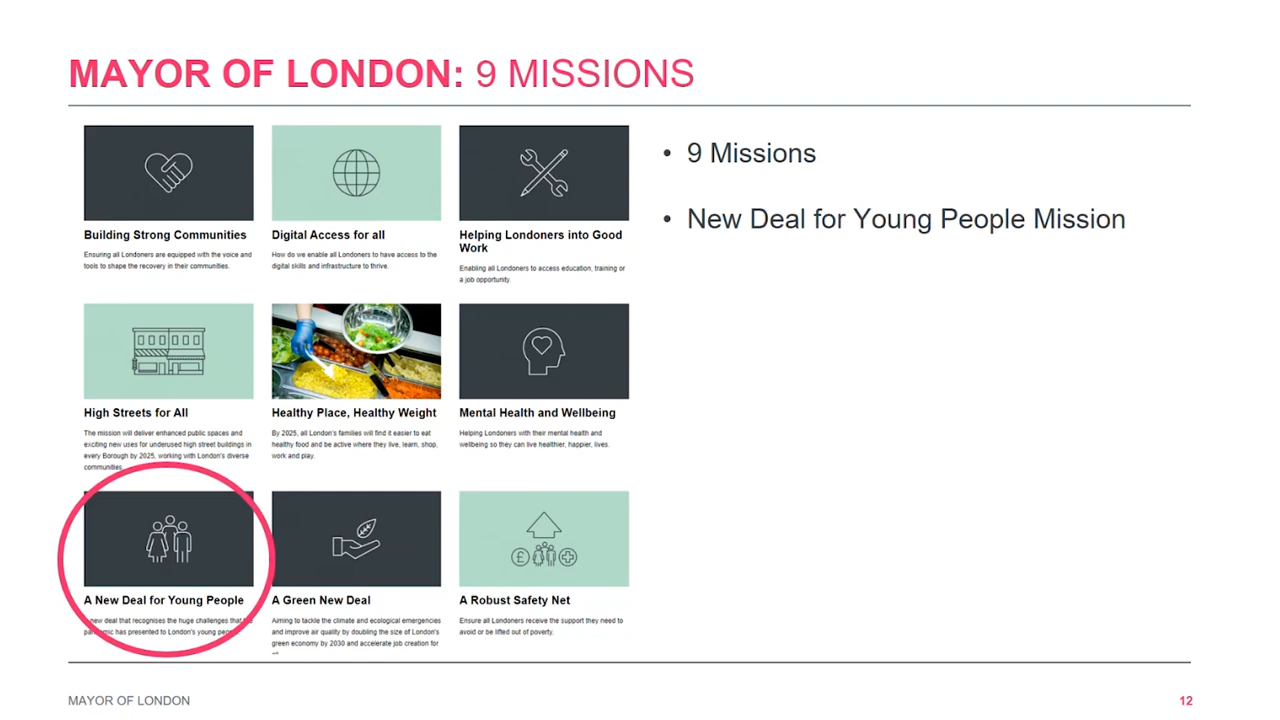 MAYOR OF LONDON: 9 MISSIONS
Building Strong Communities
Ensuring all Londoners are equipped with the voice and
tools to shape the recovery in their communities.
Digital Access for all
How do we enable all Londoners to have access to the
digital skills and infrastructure to thrive.
Helping Londoners into Good
Work
Enabling all Londoners to access education, training or
a job opportunity.
High Streets for All
The mission will deliver enhanced public spaces and
exciting new uses for underused high street buildings in
every Borough by 2025, working with London's diverse
communities.
Healthy Place, Healthy Weight
By 2025, all London's families will find it easier to eat
healthy food and be active where they live, learn, shop,
work and play.
Mental Health and Wellbeing
Helping Londoners with their mental health and
wellbeing so they can live healthier, happier, lives.
A New Deal for Young People
A new deal that recognises the huge challenges that the
pandemic has presented to London's young people.
A Green New Deal
Aiming to tackle the climate and ecological emergencies
and improve air quality by doubling the size of London's
green economy by 2030 and accelerate job creation for
£
A Robust Safety Net
Ensure all Londoners receive the support they need to
avoid or be lifted out of poverty.
• 9 Missions
• New Deal for Young People Mission
MAYOR OF LONDON
12